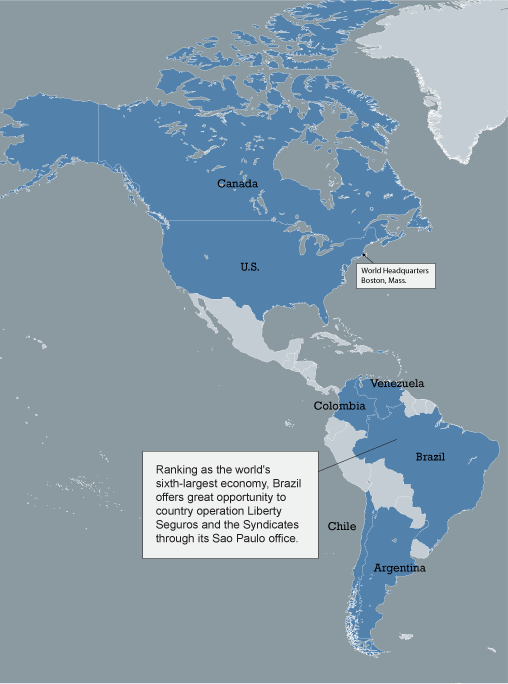 Canada
U.S.
World Headquarters
Boston, Mass.
Venezuela
Colombia
Brazil
Ranking as the world's
sixth-largest economy, Brazil
offers great opportunity to
country operation Liberty
Seguros and the Syndicates
through its Sao Paulo office.
Chile
Argentina